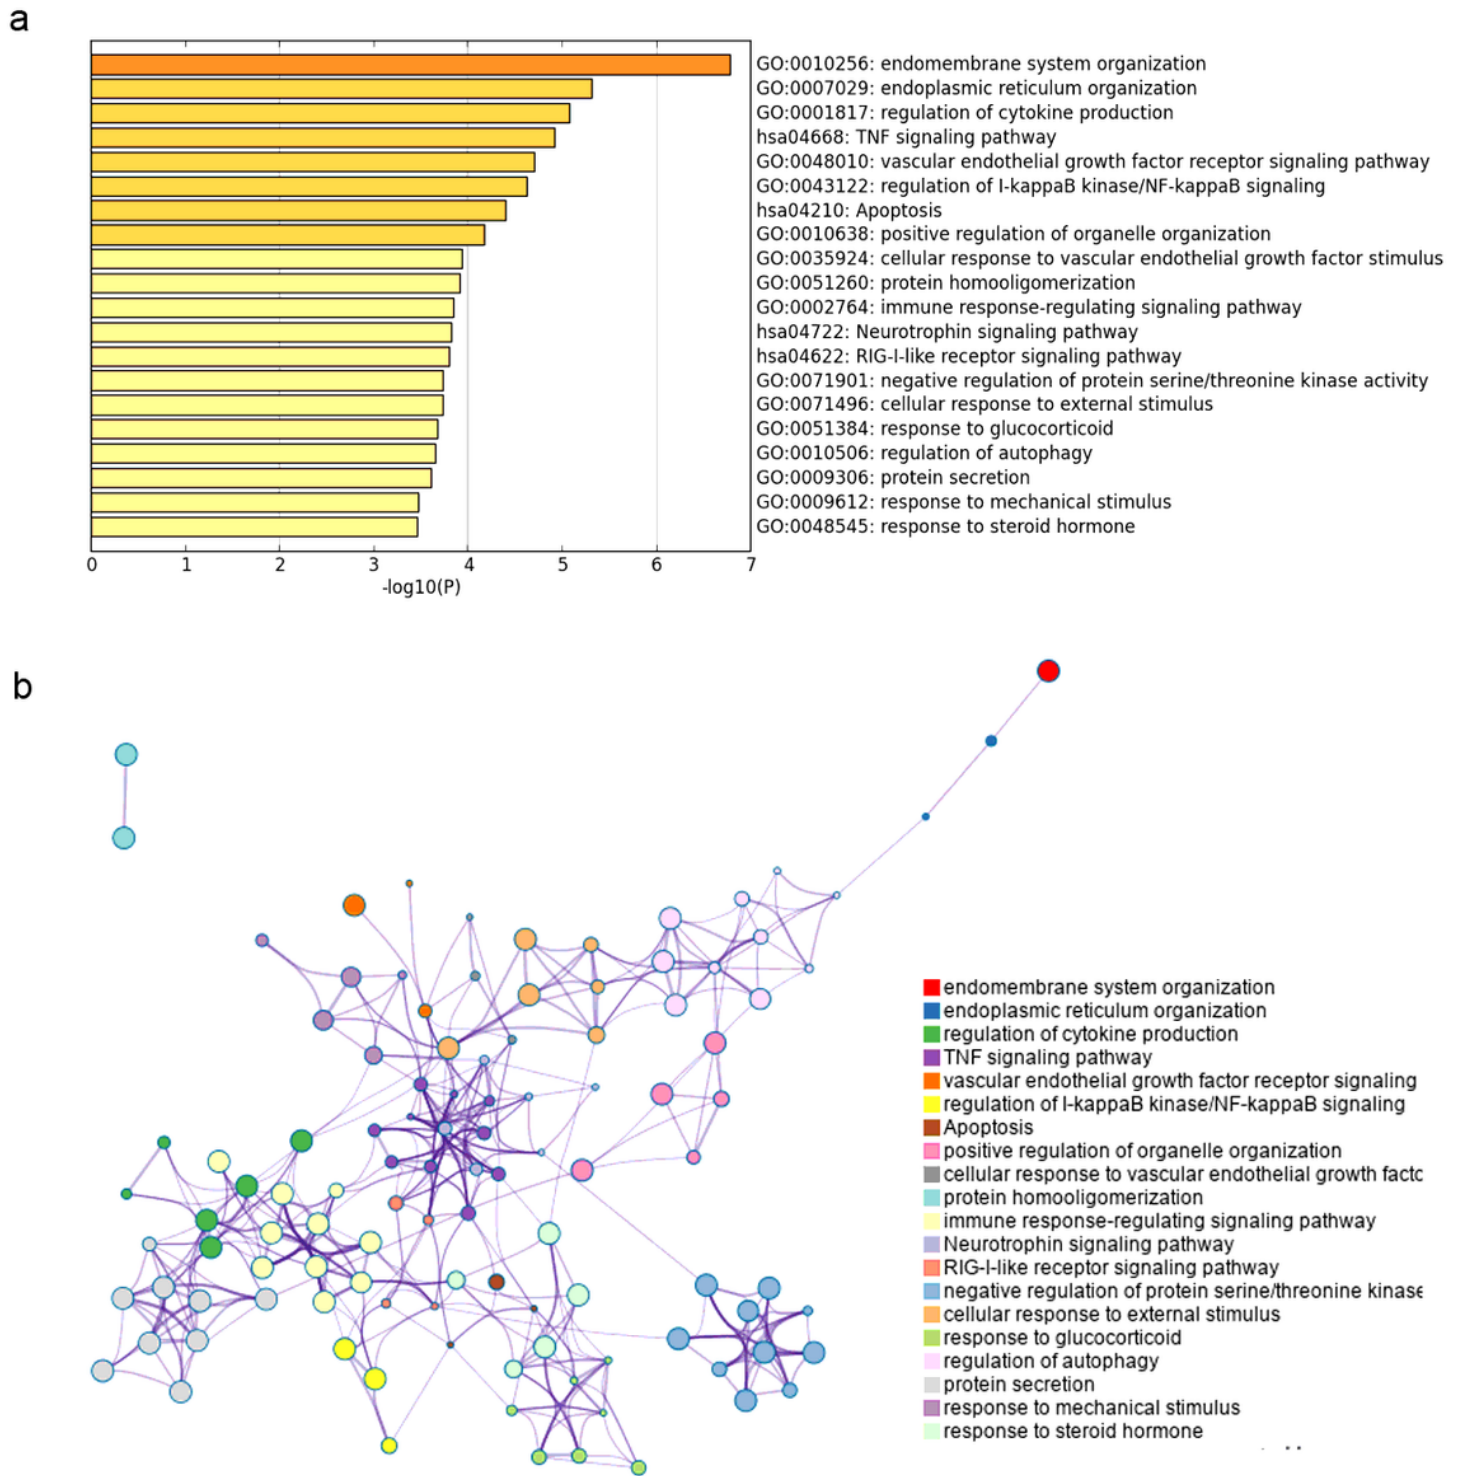 a
GO:0010256: endomembrane system organization
GO:0007029: endoplasmic reticulum organization
GO:0001817: regulation of cytokine production
hsa04668: TNF signaling pathway
GO:0048010: vascular endothelial growth factor receptor signaling pathway
GO:0043122: regulation of I-kappaB kinase/NF-kappaB signaling
hsa04210: Apoptosis
GO:0010638: positive regulation of organelle organization
GO:0035924: cellular response to vascular endothelial growth factor stimulus
GO:0051260: protein homooligomerization
GO:0002764: immune response-regulating signaling pathway
hsa04722: Neurotrophin signaling pathway
hsa04622: RIG-I-like receptor signaling pathway
GO:0071901: negative regulation of protein serine/threonine kinase activity
GO:0071496: cellular response to external stimulus
GO:0051384: response to glucocorticoid
GO:0010506: regulation of autophagy
GO:0009306: protein secretion
GO:0009612: response to mechanical stimulus
GO:0048545: response to steroid hormone
0 1 2 3 4 5 6 7
-log10(P)
b
endomembrane system organization
endoplasmic reticulum organization
regulation of cytokine production
TNF signaling pathway
vascular endothelial growth factor receptor signaling
regulation of I-kappaB kinase/NF-kappaB signaling
Apoptosis
positive regulation of organelle organization
cellular response to vascular endothelial growth factc
protein homooligomerization
immune response-regulating signaling pathway
Neurotrophin signaling pathway
RIG-I-like receptor signaling pathway
negative regulation of protein serine/threonine kinase
cellular response to external stimulus
response to glucocorticoid
regulation of autophagy
protein secretion
response to mechanical stimulus
response to steroid hormone